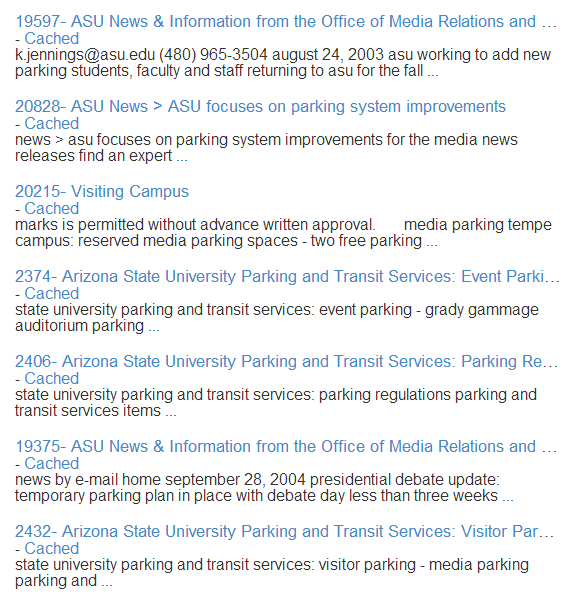 19597- ASU News & Information from the Office of Media Relations and ...
- Cached
k.jennings@asu.edu (480) 965-3504 august 24, 2003 asu working to add new
parking students, faculty and staff returning to asu for the fall ...
20828- ASU News > ASU focuses on parking system improvements
- Cached
news > asu focuses on parking system improvements for the media news
releases find an expert ...
20215- Visiting Campus
- Cached
marks is permitted without advance written approval. media parking tempe
campus: reserved media parking spaces - two free parking ...
2374- Arizona State University Parking and Transit Services: Event Parki...
- Cached
state university parking and transit services: event parking - grady gammage
auditorium parking ...
2406- Arizona State University Parking and Transit Services: Parking Re...
- Cached
state university parking and transit services: parking regulations parking and
transit services items ...
19375- ASU News & Information from the Office of Media Relations and ...
- Cached
news by e-mail home september 28, 2004 presidential debate update:
temporary parking plan in place with debate day less than three weeks ...
2432- Arizona State University Parking and Transit Services: Visitor Par...
- Cached
state university parking and transit services: visitor parking - media parking
parking and ...